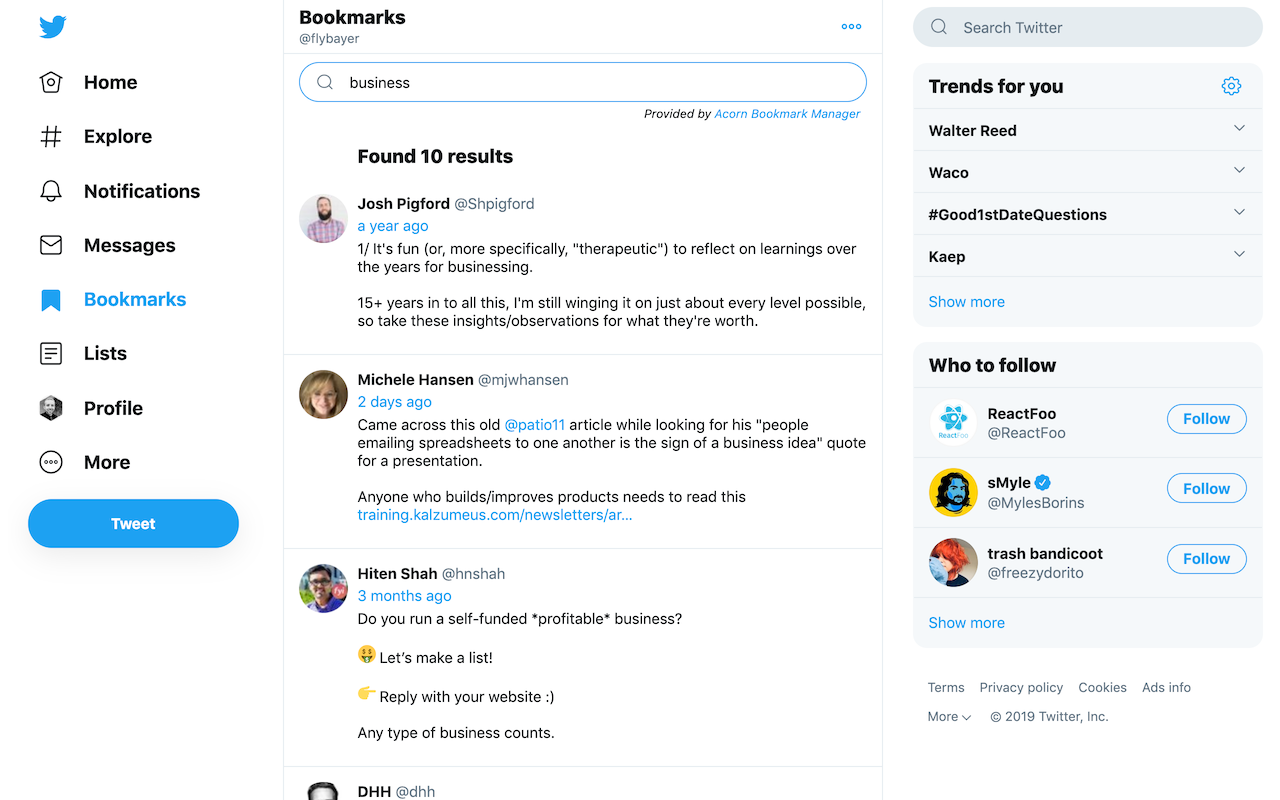 Home
Explore
Notifications
Messages
Bookmarks
Lists
Profile
More
Tweet
Bookmarks
@flybayer
business
Provided by Acorn Bookmark Manager
Found 10 results
Josh Pigford @Shpigford
a year ago
1/ It's fun (or, more specifically, "therapeutic") to reflect on learnings over
the years for businessing.
15+ years in to all this, I'm still winging it on just about every level possible,
so take these insights/observations for what they're worth.
Michele Hansen @mjwhansen
2 days ago
Came across this old @patio11 article while looking for his "people
emailing spreadsheets to one another is the sign of a business idea" quote
for a presentation.
Anyone who builds/improves products needs to read this
training.kalzumeus.com/newsletters/ar...
Hiten Shah @hnshah
3 months ago
Do you run a self-funded *profitable* business?
🤑 Let’s make a list!
👉 Reply with your website :)
Any type of business counts.
DHH @dhh
Search Twitter
Trends for you
Walter Reed
Waco
#Good1stDateQuestions
Kaep
Show more
Who to follow
ReactFoo
ReactFoo
@ReactFoo
Follow
sMyle
@MylesBorins
Follow
trash bandicoot
@freezydorito
Follow
Show more
Terms Privacy policy Cookies Ads info
More © 2019 Twitter, Inc.